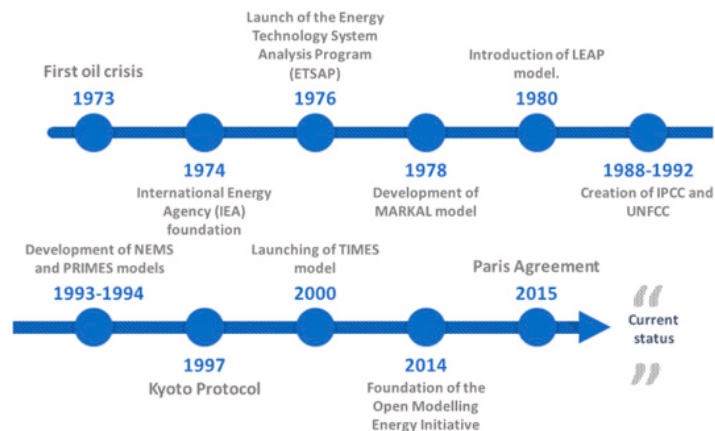 First oil crisis
1973
1974
International Energy
Agency (IEA)
foundation
Launch of the Energy
Technology System
Analysis Program
(ETSAP)
1976
1978
Development of
MARKAL model
Introduction of LEAP
model.
1980
1988-1992
Creation of IPCC and
UNFCC
Development of NEMS
and PRIMES models
1993-1994
1997
Kyoto Protocol
Launching of TIMES
model
2000
2014
Foundation of the
Open Modelling
Energy Initiative
Paris Agreement
2015
“
Current
status
”